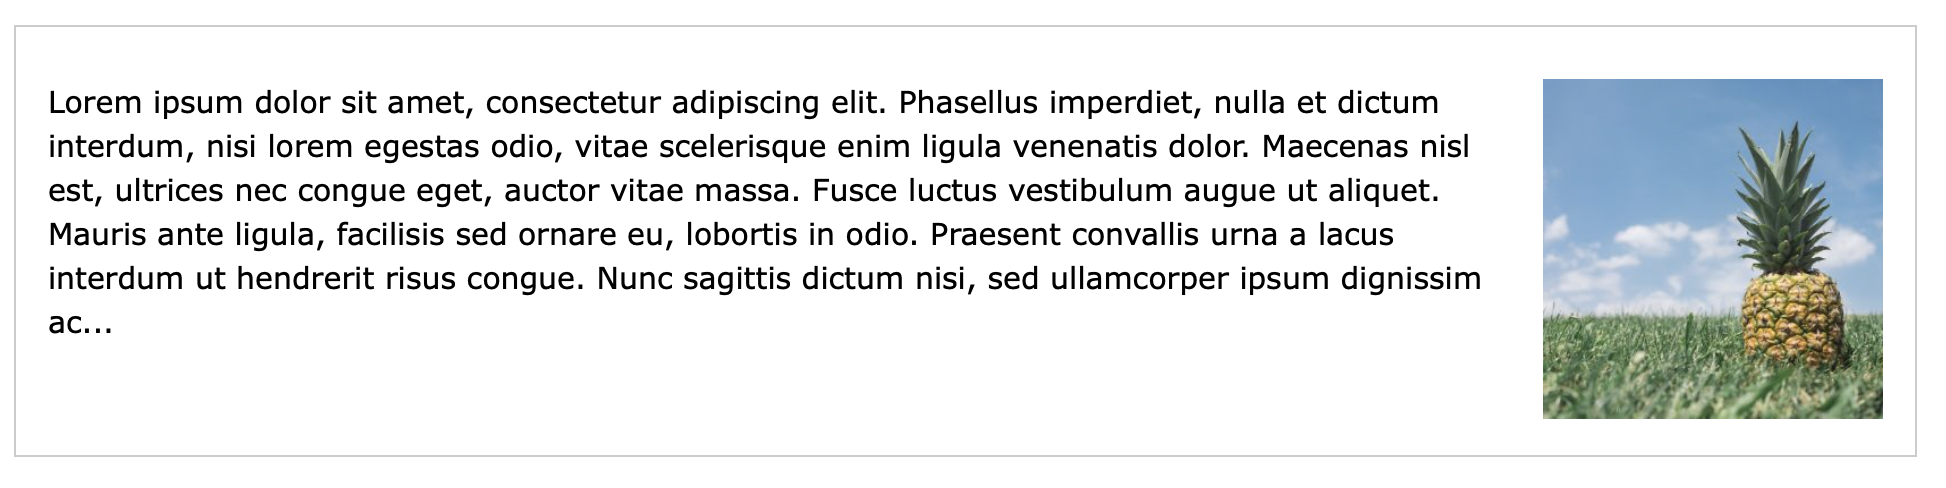 Lorem ipsum dolor sit amet, consectetur adipiscing elit. Phasellus imperdiet, nulla et dictum
interdum, nisi lorem egestas odio, vitae scelerisque enim ligula venenatis dolor. Maecenas nisl
est, ultrices nec congue eget, auctor vitae massa. Fusce luctus vestibulum augue ut aliquet.
Mauris ante ligula, facilisis sed ornare eu, lobortis in odio. Praesent convallis urna a lacus
interdum ut hendrerit risus congue. Nunc sagittis dictum nisi, sed ullamcorper ipsum dignissim
ac...